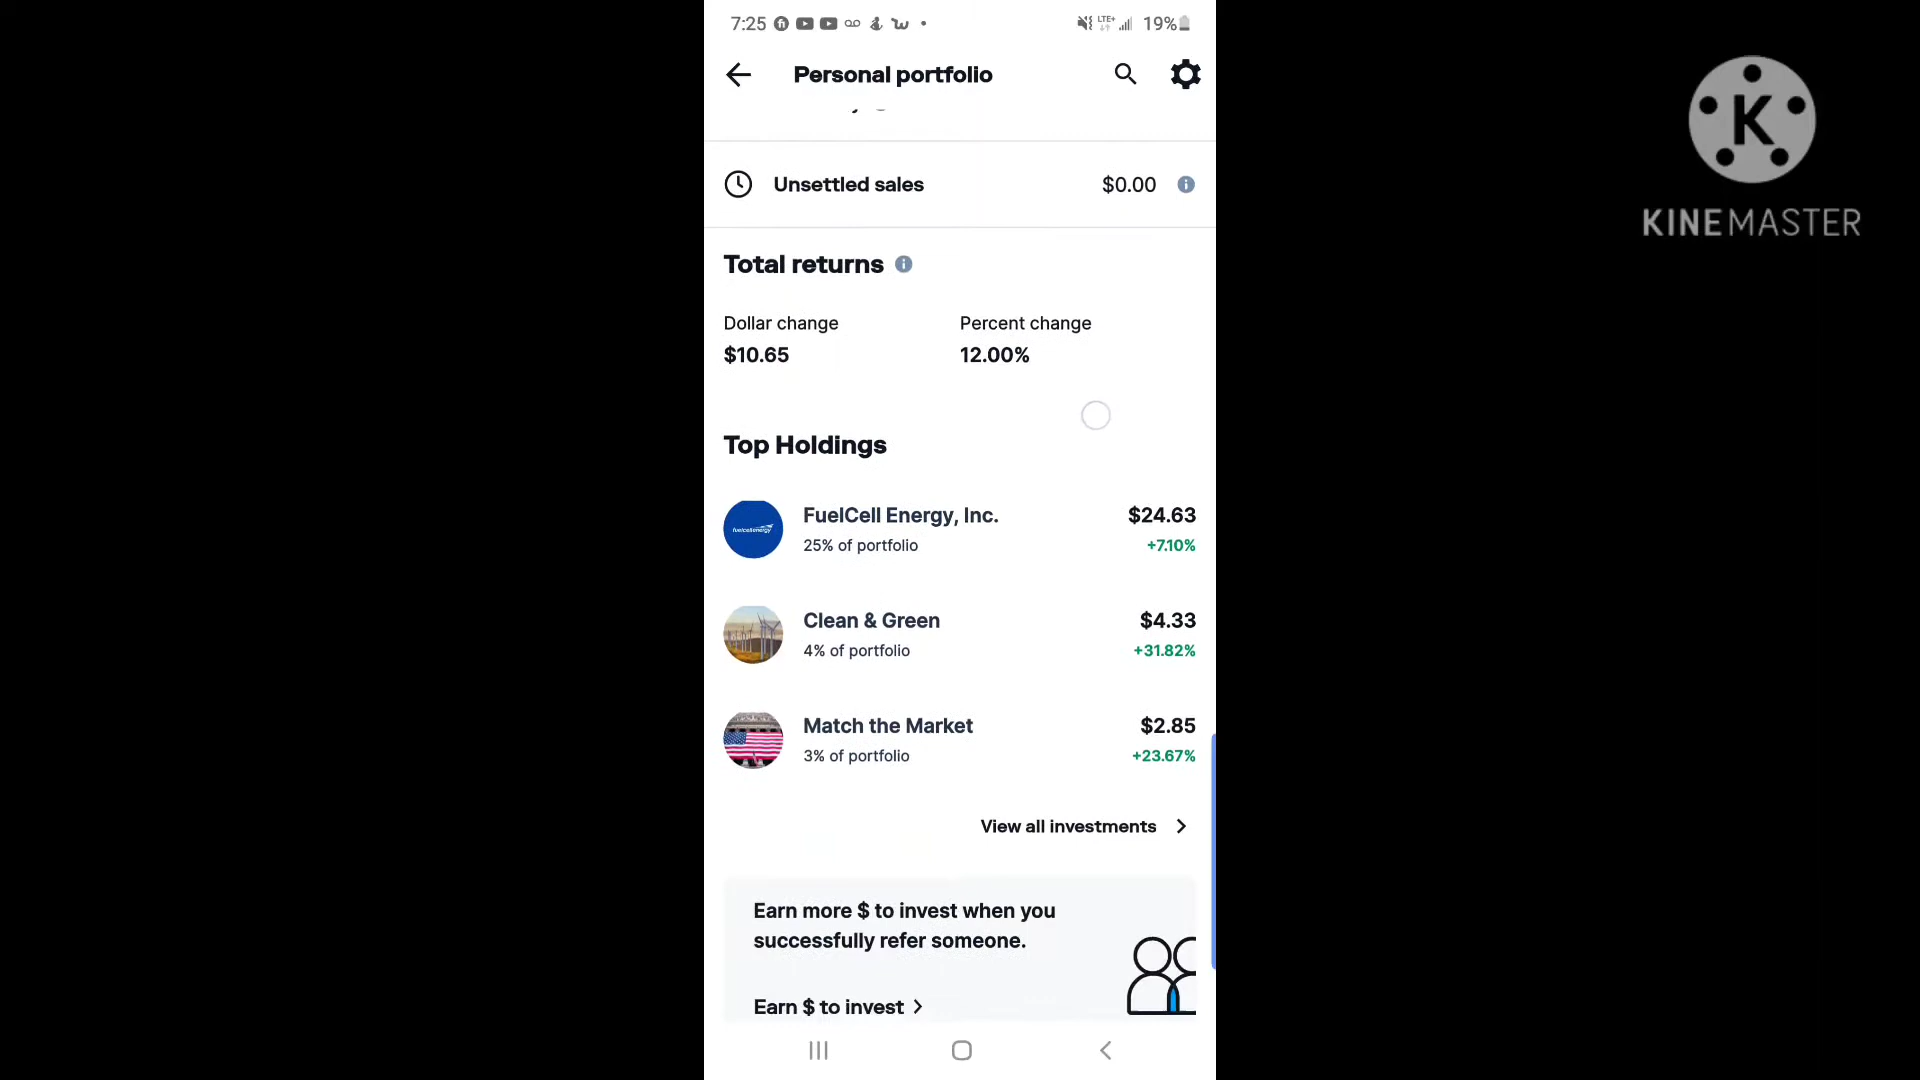 7:25
LTE+
19%
Personal portfolio
Unsettled sales
$0.00
Total returns
Dollar change
Percent change
$10.65
12.00%
Top Holdings
fuelcellenergy
FuelCell Energy, Inc.
$24.63
25% of portfolio
+7.10%
Clean & Green
$4.33
4% of portfolio
+31.82%
Match the Market
$2.85
3% of portfolio
+23.67%
View all investments
Earn more $ to invest when you
successfully refer someone.
Earn $ to invest
K
KINEMASTER